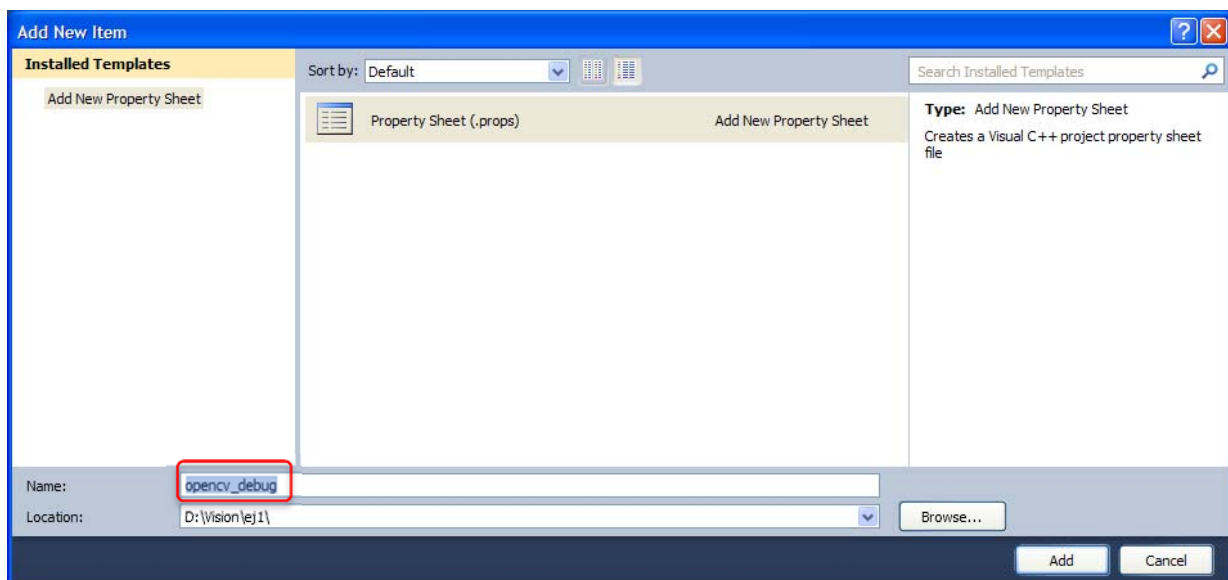 Add New Item
Installed Templates
Add New Property Sheet
Sort by: Default
Search Installed Templates
Property Sheet (.props) Add New Property Sheet
Type: Add New Property Sheet
Creates a Visual C++ project property sheet
file
Name: opencv_debug
Location: D:\Vision\ej1\ Browse...
Add Cancel